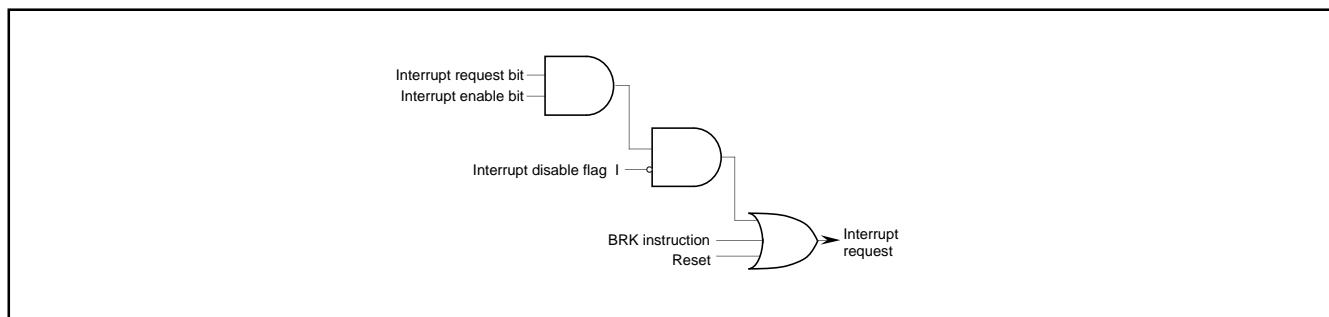 Interrupt request bit
Interrupt enable bit
Interrupt disable flag I
BRK instruction
Reset
Interrupt
request